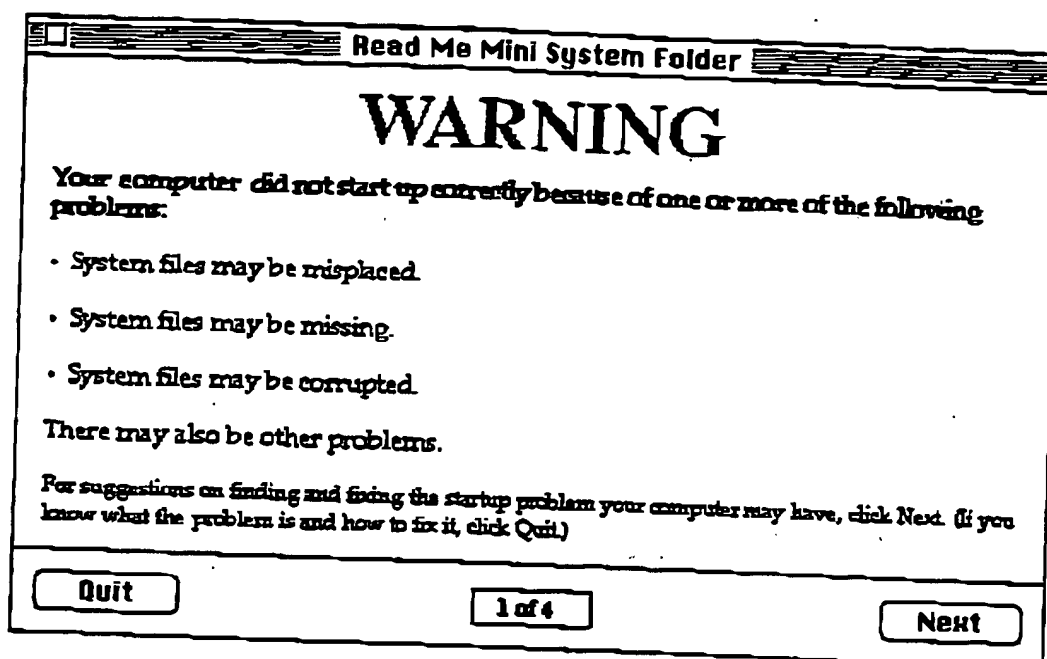 Read Me Mini System Folder
WARNING
Your computer did not start up correctly because of one or more of the following
problems:
• System files may be misplaced.
• System files may be missing.
• System files may be corrupted.
There may also be other problems.
For suggestions on finding and fixing the startup problem your computer may have, click Next. (If you
know what the problem is and how to fix it, click Quit.)
Quit
1 of 4
Next